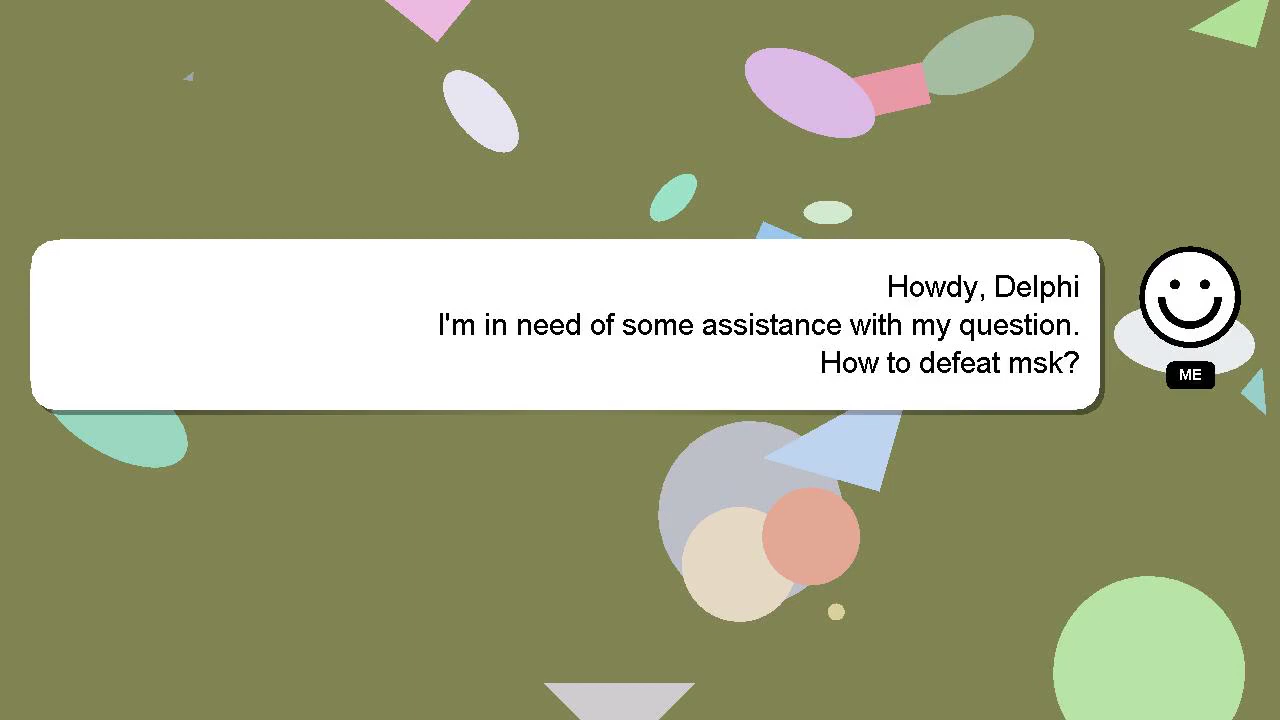 Howdy, Delphi
I'm in need of some assistance with my question.
How to defeat msk?
ME